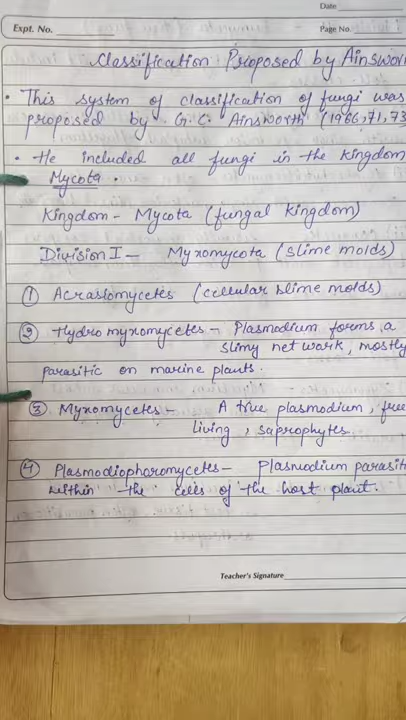 Date
Expt. No.
Page No.
Classification Proposed by Ainswor
• This system of classification of fungi was
proposed by G.C. Ainsworth (1966,71,73
• He included all fungi in the kingdom
Mycota.
Kingdom - Mycota (fungal kingdom)
Division I - Myxomycota (slime molds)
① Acrasiomycetes (cellular slime molds)
② Hydromyxomycetes - Plasmodium forms a
slimy net work, mostly
parasitic on marine plants.
③ Myxomycetes - A true plasmodium, free
living, saprophytes.
④ Plasmodiophoromycetes - Plasmodium parasit
within the cells of the host plant.
Teacher's Signature